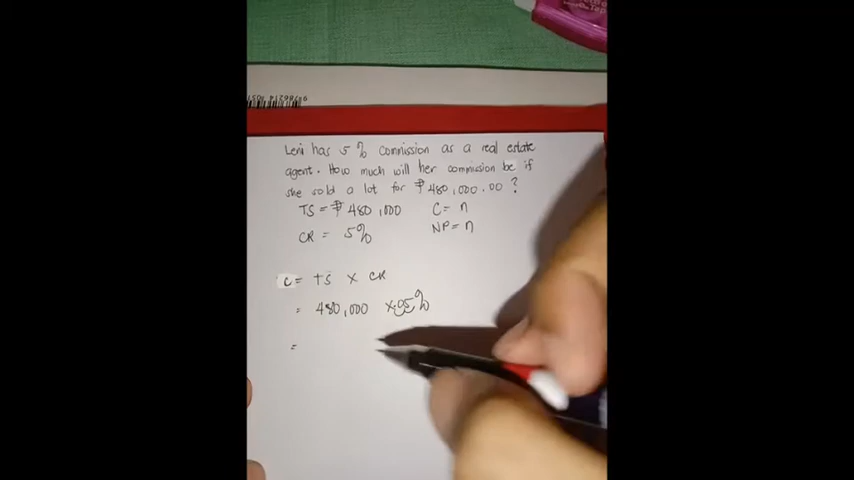 Leni has 5% commission as a real estate
agent. How much will her commission be if
she sold a lot for ₱480,000.00?
TS = ₱480,000 C = n
CR = 5% NP = n
C = TS x CR
= 480,000 x .05%
=